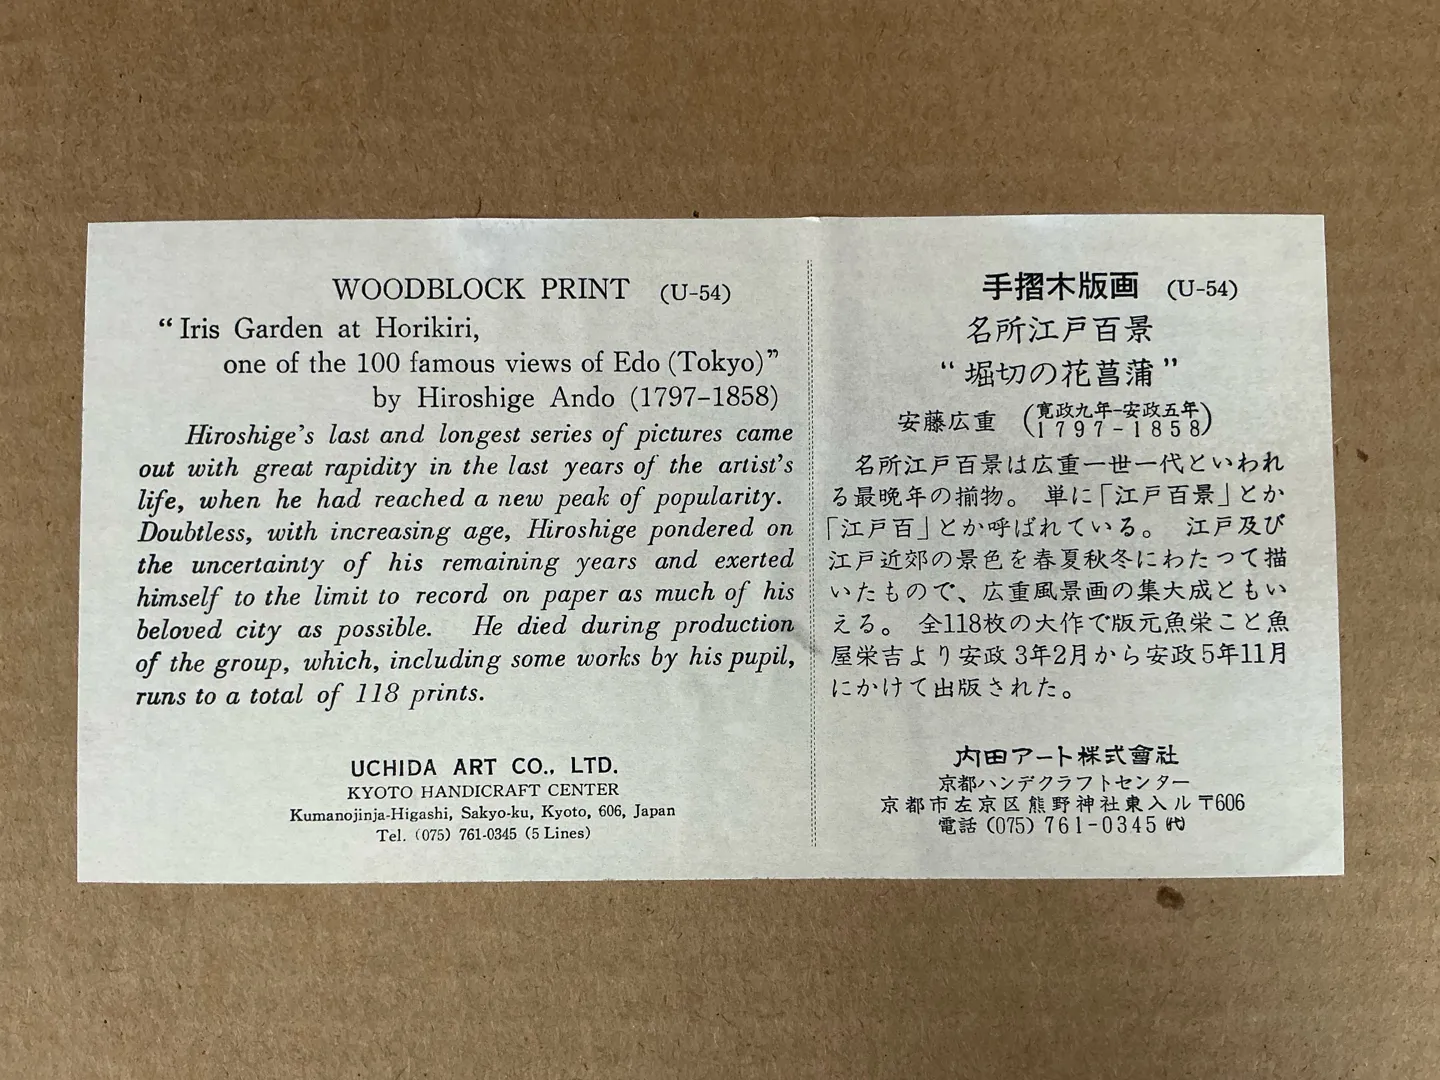 WOODBLOCK PRINT (U-54)
“Iris Garden at Horikiri,
one of the 100 famous views of Edo (Tokyo)”
by Hiroshige Ando (1797-1858)
Hiroshige's last and longest series of pictures came
out with great rapidity in the last years of the artist's
life, when he had reached a new peak of popularity.
Doubtless, with increasing age, Hiroshige pondered on
the uncertainty of his remaining years and exerted
himself to the limit to record on paper as much of his
beloved city as possible. He died during production
of the group, which, including some works by his pupil,
runs to a total of 118 prints.
UCHIDA ART CO., LTD.
KYOTO HANDICRAFT CENTER
Kumanojinja-Higashi, Sakyo-ku, Kyoto, 606, Japan
Tel. (075) 761-0345 (5 Lines)
手摺木版画 (U-54)
名所江戸百景
“堀切の花菖蒲”
安藤広重 (寛政九年-安政五年
1797-1858)
名所江戸百景は広重一世一代といわれ
る最晩年の揃物。 単に「江戸百景」とか
「江戸百」とか呼ばれている。 江戸及び
江戸近郊の景色を春夏秋冬にわたつて描
いたもので、広重風景画の集大成ともい
える。 全118枚の大作で版元魚栄こと魚
屋栄吉より安政3年2月から安政5年11月
にかけて出版された。
内田アート株式會社
京都ハンデクラフトセンター
京都市左京区熊野神社東入ル〒606
電話 (075) 761-0345 ㈹